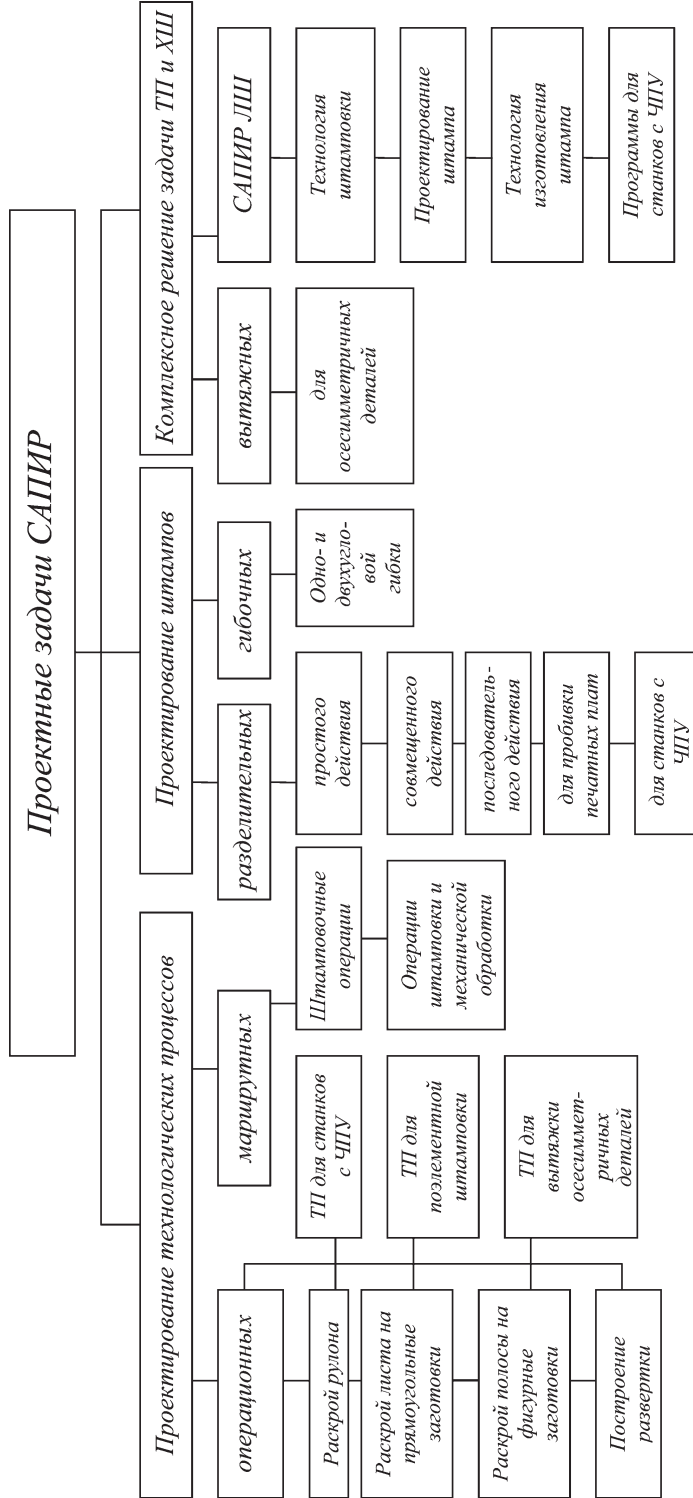 Проектные задачи САПИР
Проектирование технологических процессов
Проектирование штампов
Комплексное решение задачи ТП и ХШ
операционных
маршрутных
разделительных
гибочных
вытяжных
САПИР ЛШ
Раскрой рулона
Раскрой листа на
прямоугольные
заготовки
Раскрой полосы на
фигурные
заготовки
Построение
развертки
ТП для станков
с ЧПУ
ТП для
поэлементной
штамповки
ТП для
вытяжки
осесиммет-
ричных
деталей
Штамповочные
операции
Операции
штамповки и
механической
обработки
простого
действия
совмещенного
действия
последователь-
ного действия
для пробивки
печатных плат
для станков с
ЧПУ
Одно- и
двухугло-
вой
гибки
для
осесимметричных
деталей
Технология
штамповки
Проектирование
штампа
Технология
изготовления
штампа
Программы для
станков с ЧПУ